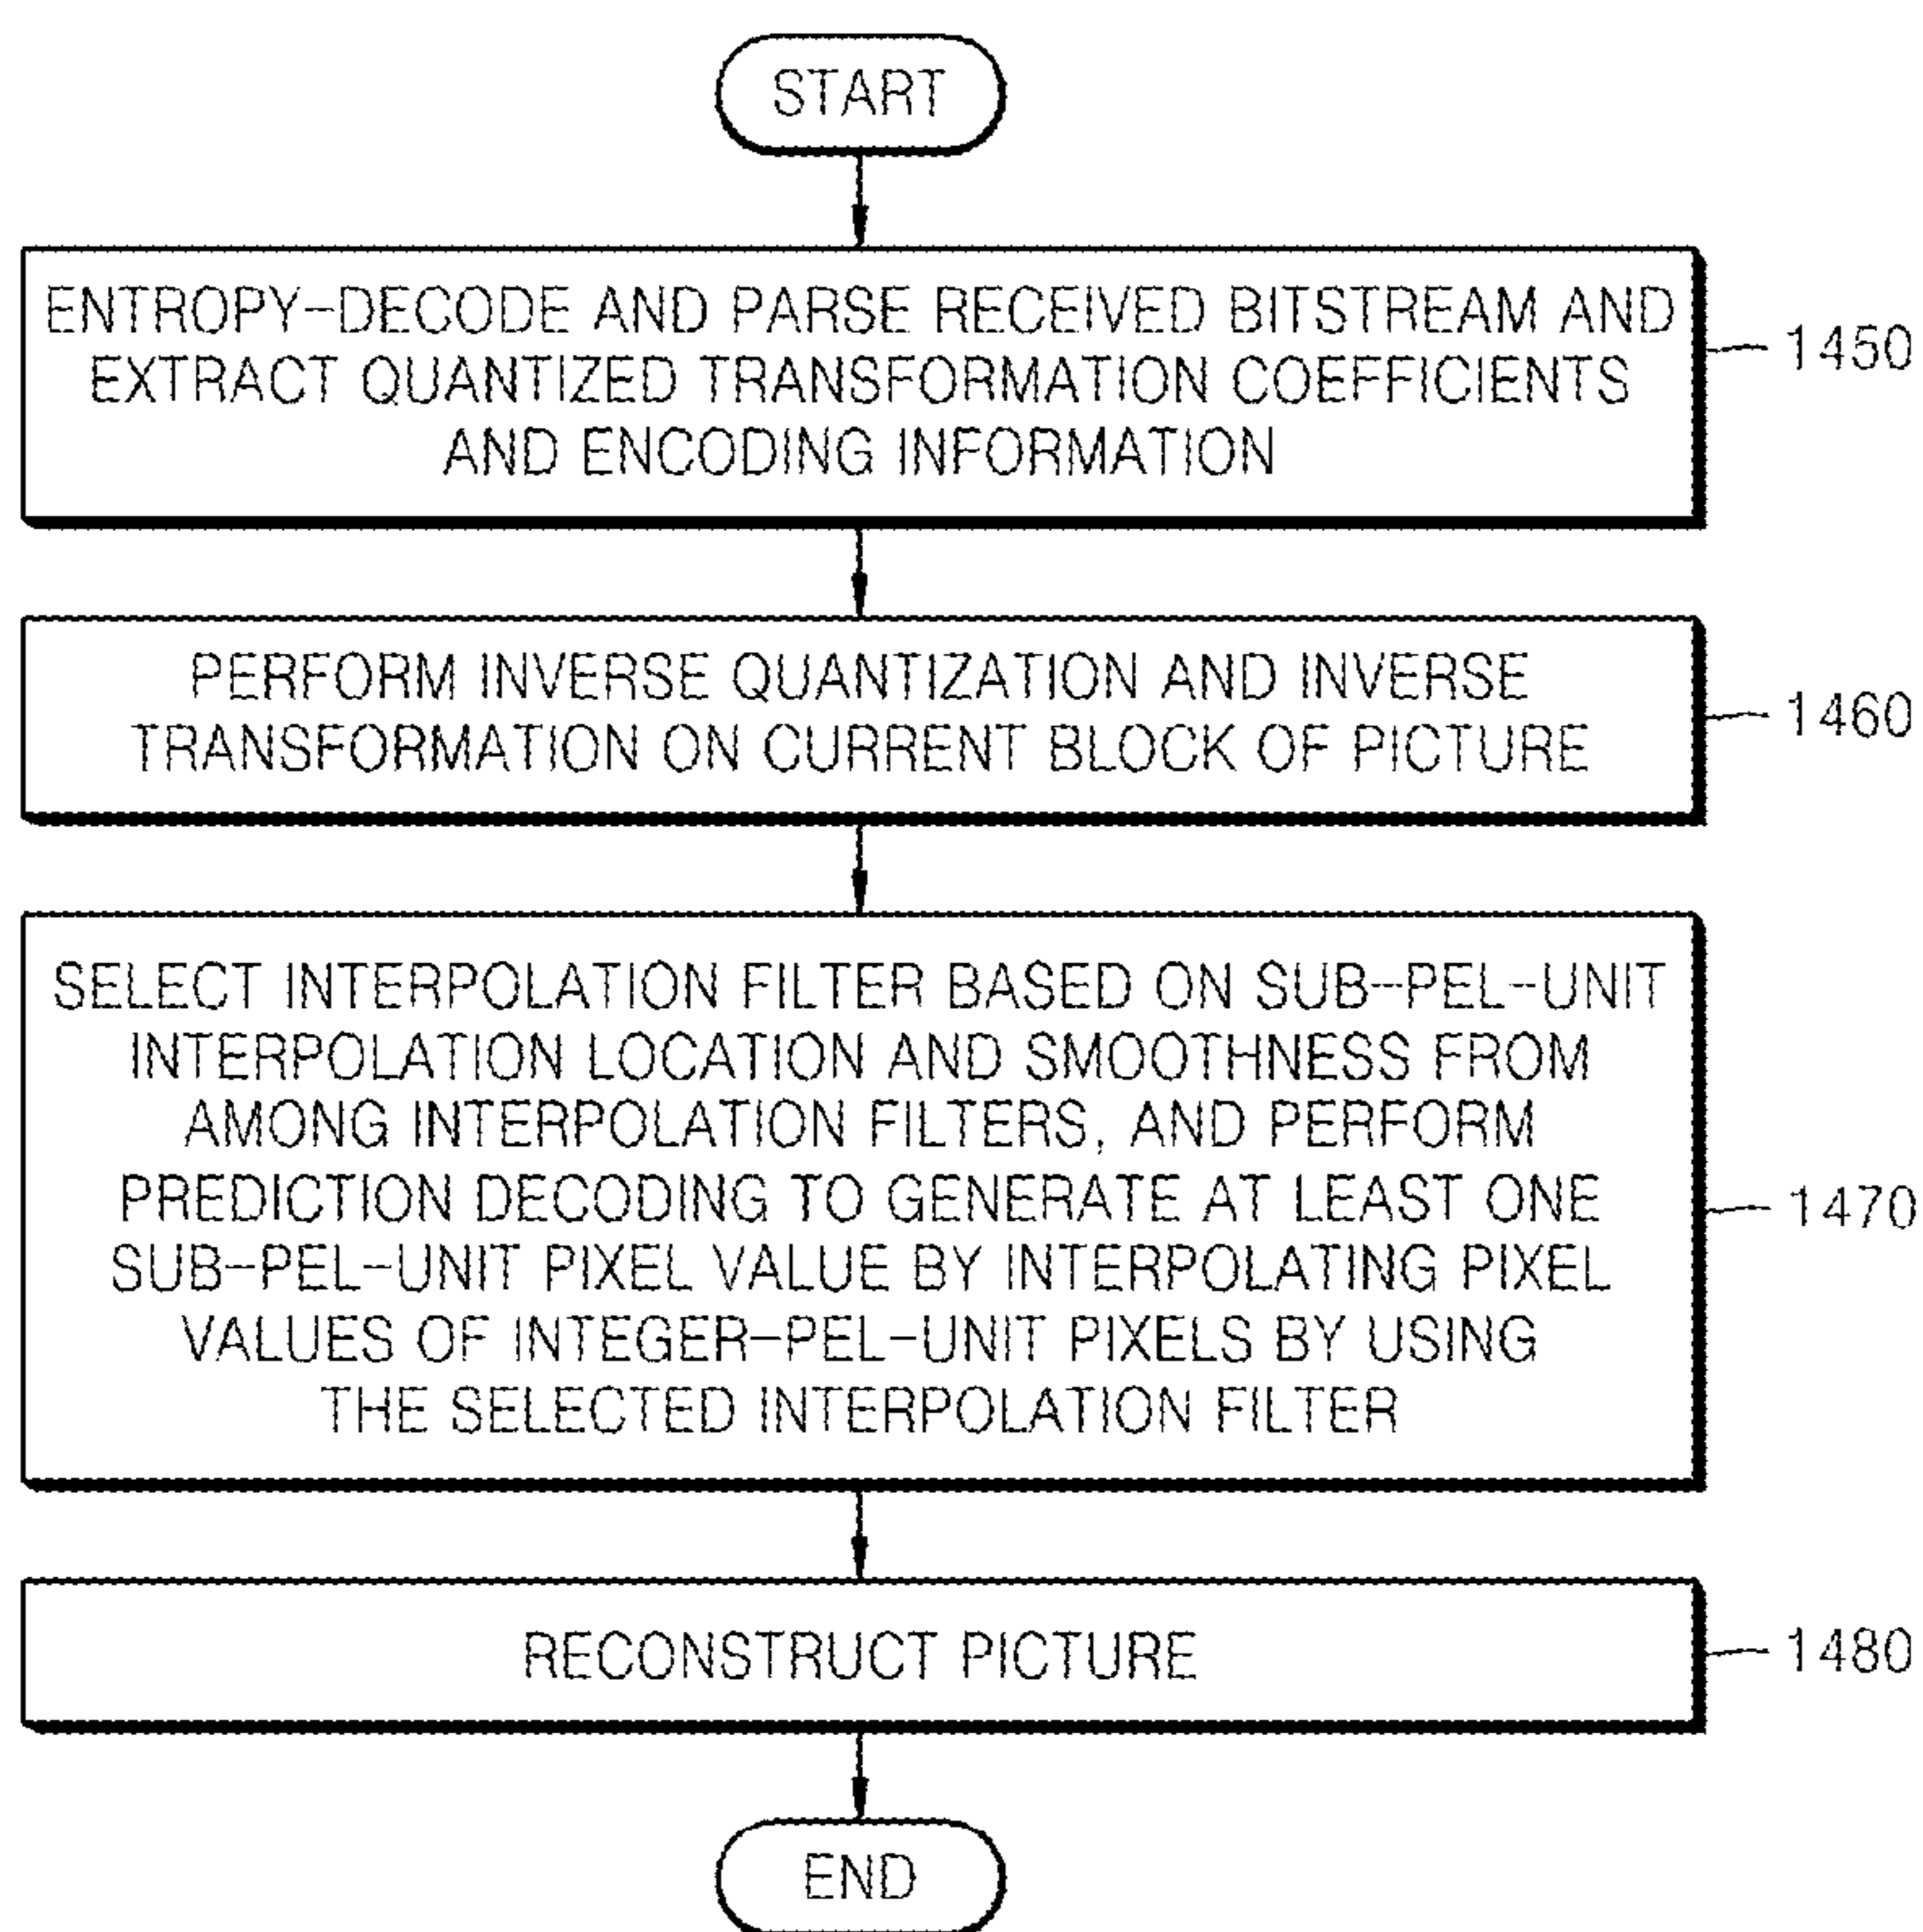 START
ENTROPY-DECODE AND PARSE RECEIVED BITSTREAM AND
EXTRACT QUANTIZED TRANSFORMATION COEFFICIENTS
AND ENCODING INFORMATION
1450
PERFORM INVERSE QUANTIZATION AND INVERSE
TRANSFORMATION ON CURRENT BLOCK OF PICTURE
1460
SELECT INTERPOLATION FILTER BASED ON SUB-PEL-UNIT
INTERPOLATION LOCATION AND SMOOTHNESS FROM
AMONG INTERPOLATION FILTERS, AND PERFORM
PREDICTION DECODING TO GENERATE AT LEAST ONE
SUB-PEL-UNIT PIXEL VALUE BY INTERPOLATING PIXEL
VALUES OF INTEGER-PEL-UNIT PIXELS BY USING
THE SELECTED INTERPOLATION FILTER
1470
RECONSTRUCT PICTURE
1480
END